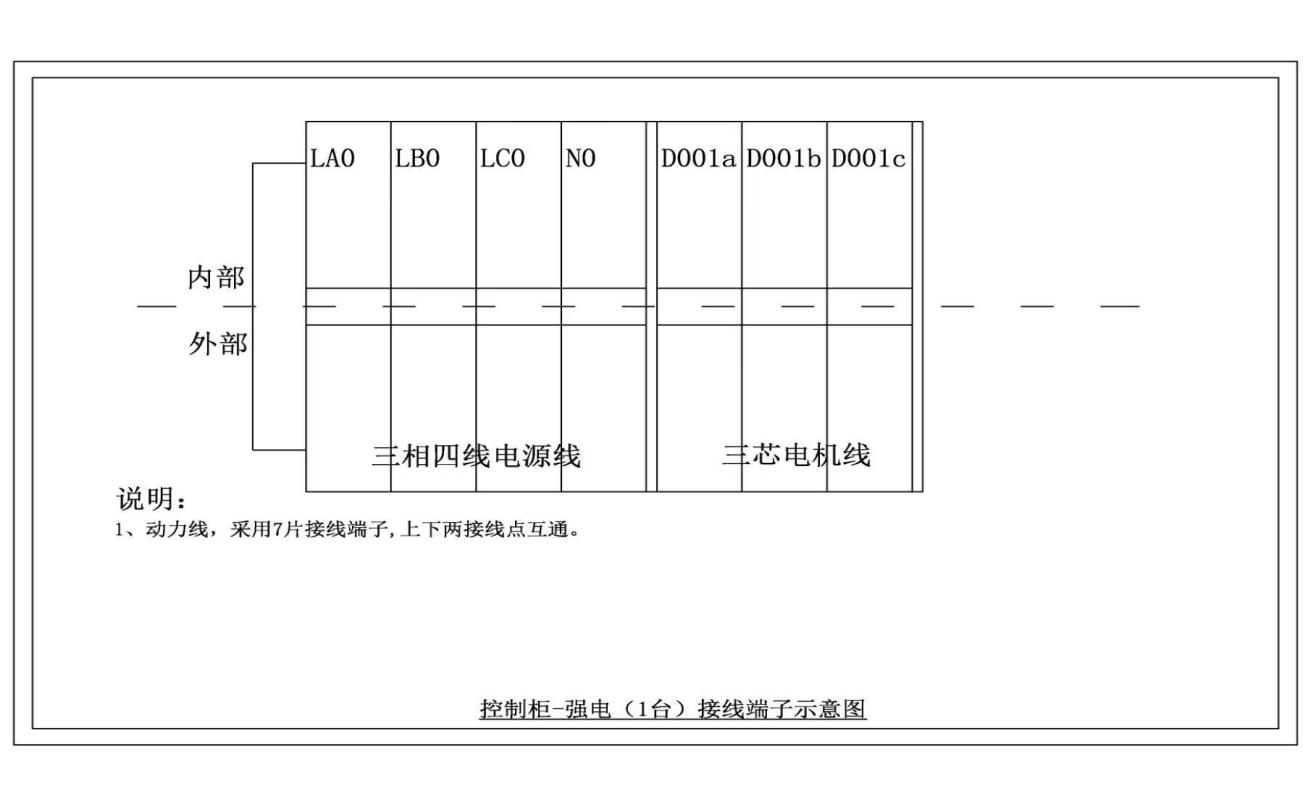 LA0 LB0 LC0 N0 D001a D001b D001c
内部
外部
三相四线电源线 三芯电机线
说明:
1、动力线，采用7片接线端子,上下两接线点互通。
控制柜-强电（1台）接线端子示意图